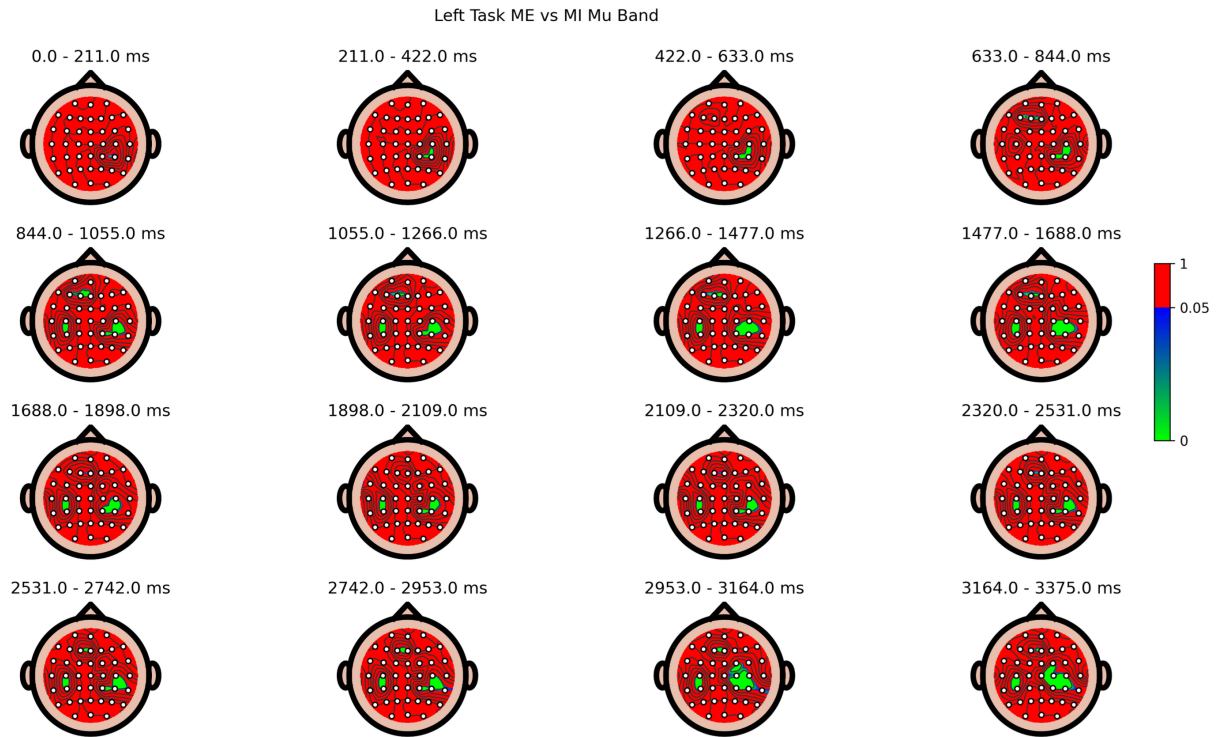 Left Task ME vs MI Mu Band
0.0 - 211.0 ms
211.0 - 422.0 ms
422.0 - 633.0 ms
633.0 - 844.0 ms
844.0 - 1055.0 ms
1055.0 - 1266.0 ms
1266.0 - 1477.0 ms
1477.0 - 1688.0 ms
1
0.05
0
1688.0 - 1898.0 ms
1898.0 - 2109.0 ms
2109.0 - 2320.0 ms
2320.0 - 2531.0 ms
2531.0 - 2742.0 ms
2742.0 - 2953.0 ms
2953.0 - 3164.0 ms
3164.0 - 3375.0 ms